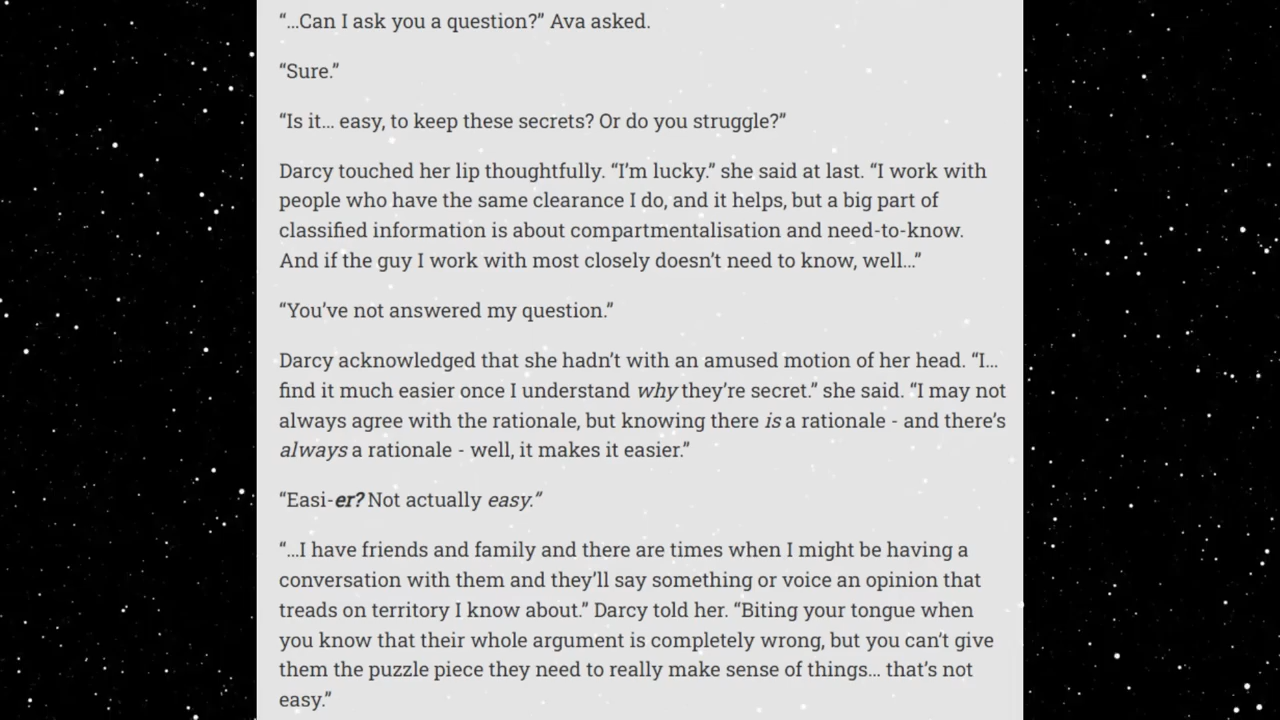 “…Can I ask you a question?” Ava asked.
“Sure.”
“Is it… easy, to keep these secrets? Or do you struggle?”
Darcy touched her lip thoughtfully. “I’m lucky.” she said at last. “I work with
people who have the same clearance I do, and it helps, but a big part of
classified information is about compartmentalisation and need-to-know.
And if the guy I work with most closely doesn’t need to know, well…”
“You’ve not answered my question.”
Darcy acknowledged that she hadn’t with an amused motion of her head. “I…
find it much easier once I understand why they’re secret.” she said. “I may not
always agree with the rationale, but knowing there is a rationale - and there’s
always a rationale - well, it makes it easier.”
“Easi-er? Not actually easy.”
“…I have friends and family and there are times when I might be having a
conversation with them and they’ll say something or voice an opinion that
treads on territory I know about.” Darcy told her. “Biting your tongue when
you know that their whole argument is completely wrong, but you can’t give
them the puzzle piece they need to really make sense of things… that’s not
easy.”